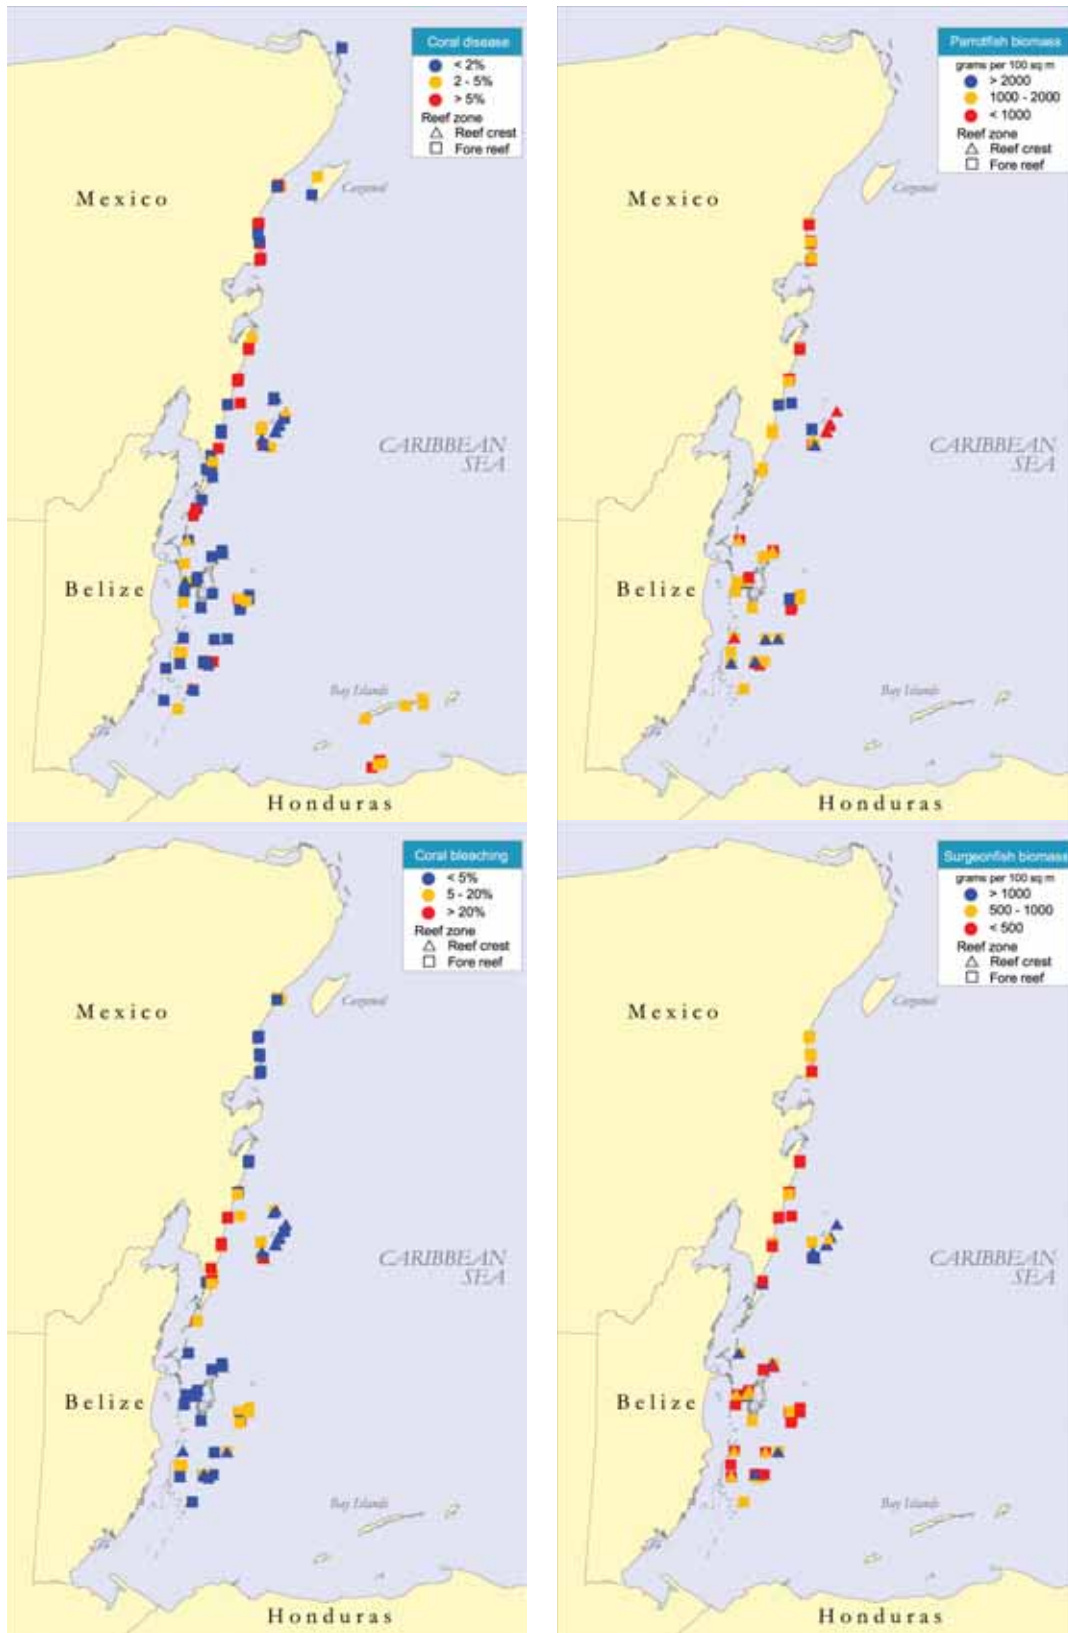 Coral disease
< 2%
2 - 5%
> 5%
Reef zone
Reef crest
Fore reef
Mexico
Cozumel
CARIBBEAN
SEA
Belize
Bay Islands
Honduras
Parrotfish biomass
grams per 100 sq m
> 2000
1000 - 2000
< 1000
Reef zone
Reef crest
Fore reef
Mexico
Cozumel
CARIBBEAN
SEA
Belize
Bay Islands
Honduras
Coral bleaching
< 5%
5 - 20%
> 20%
Reef zone
Reef crest
Fore reef
Mexico
Cozumel
CARIBBEAN
SEA
Belize
Bay Islands
Honduras
Surgeonfish biomass
grams per 100 sq m
> 1000
500 - 1000
< 500
Reef zone
Reef crest
Fore reef
Mexico
Cozumel
CARIBBEAN
SEA
Belize
Bay Islands
Honduras